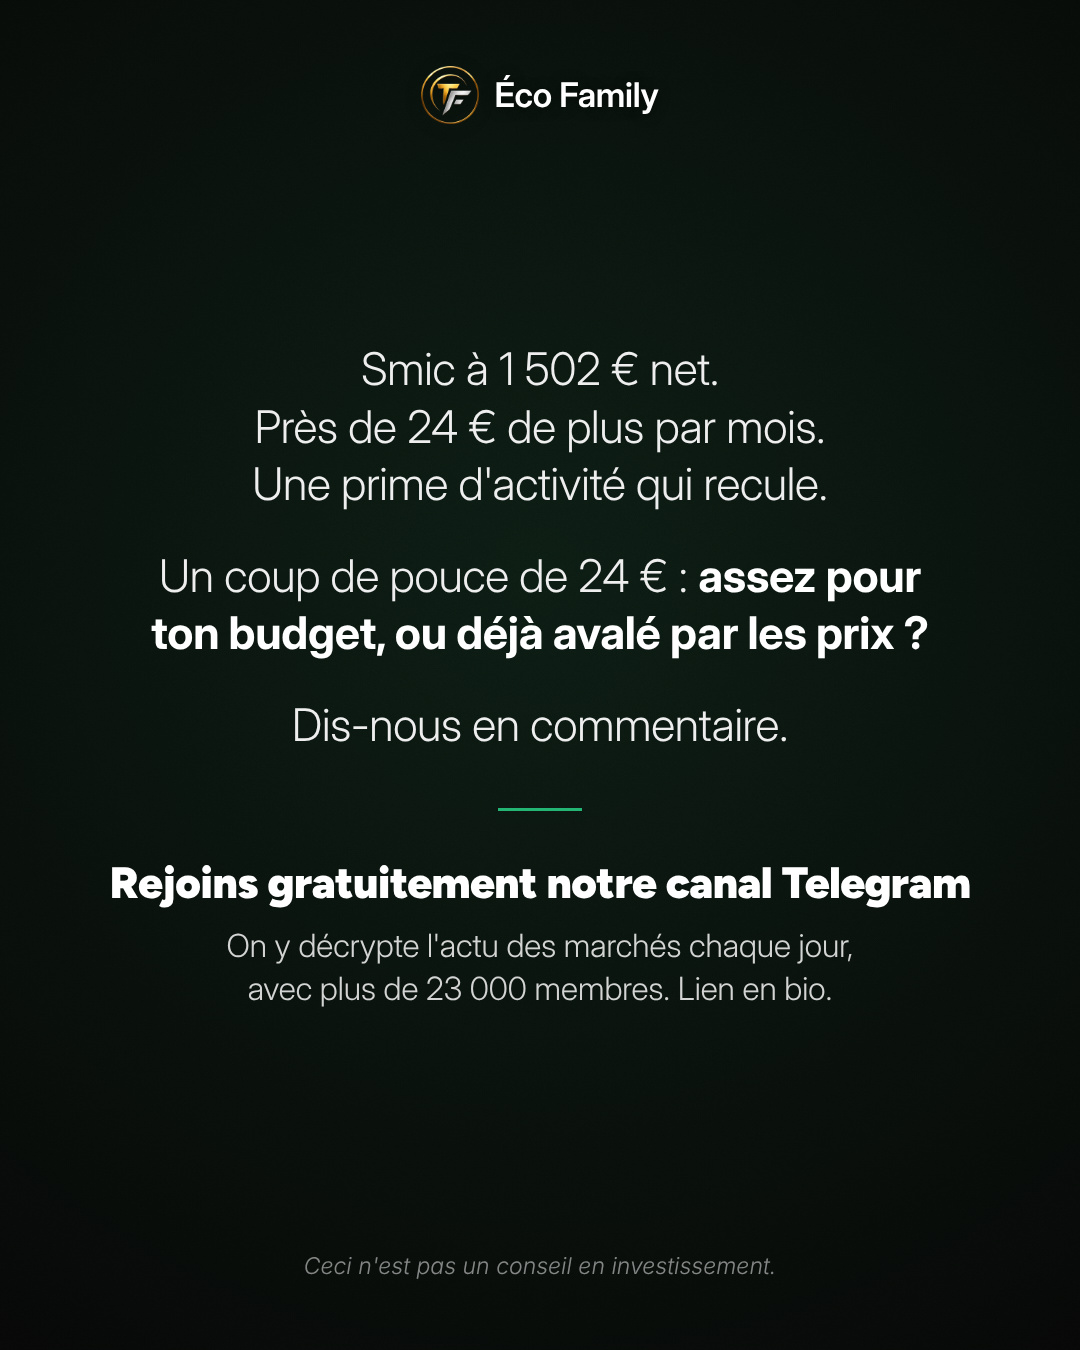 TF Éco Family
Smic à 1 502 € net.
Près de 24 € de plus par mois.
Une prime d'activité qui recule.
Un coup de pouce de 24 € : assez pour
ton budget, ou déjà avalé par les prix ?
Dis-nous en commentaire.
Rejoins gratuitement notre canal Telegram
On y décrypte l'actu des marchés chaque jour,
avec plus de 23 000 membres. Lien en bio.
Ceci n'est pas un conseil en investissement.